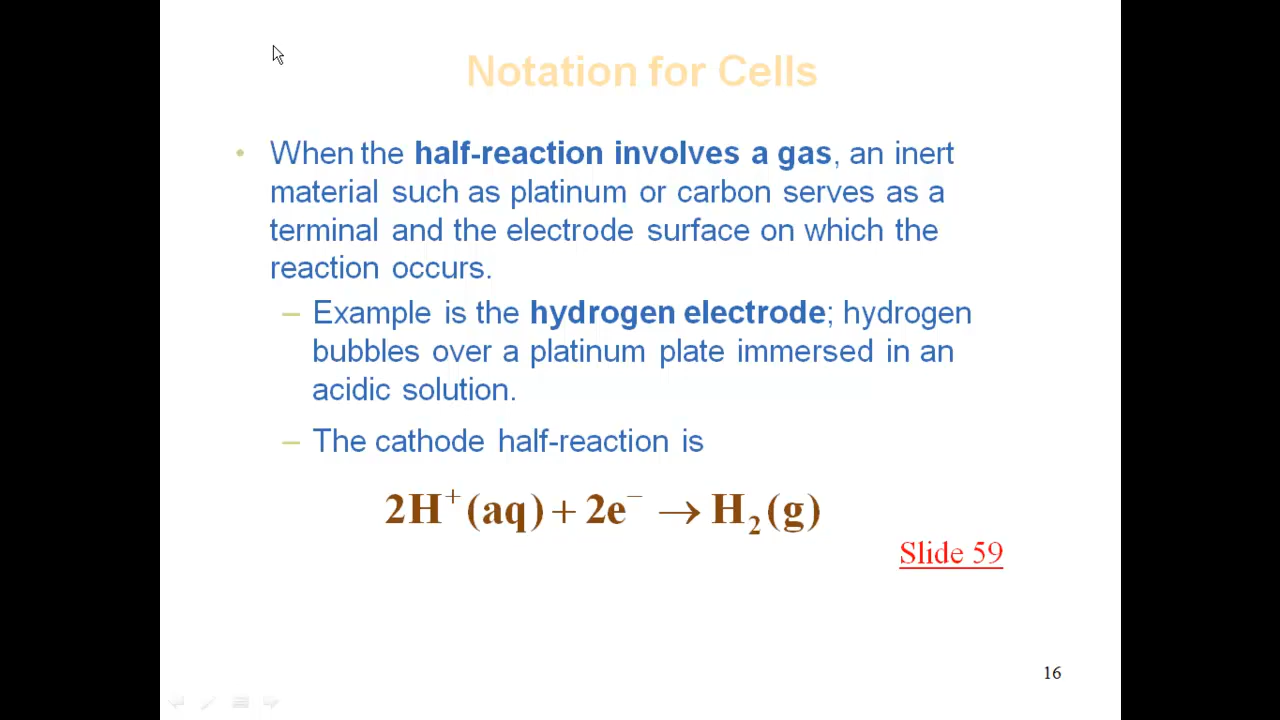 Notation for Cells
• When the half-reaction involves a gas, an inert
material such as platinum or carbon serves as a
terminal and the electrode surface on which the
reaction occurs.
– Example is the hydrogen electrode; hydrogen
bubbles over a platinum plate immersed in an
acidic solution.
– The cathode half-reaction is
2H⁺(aq) + 2e⁻ → H₂(g)
Slide 59
16